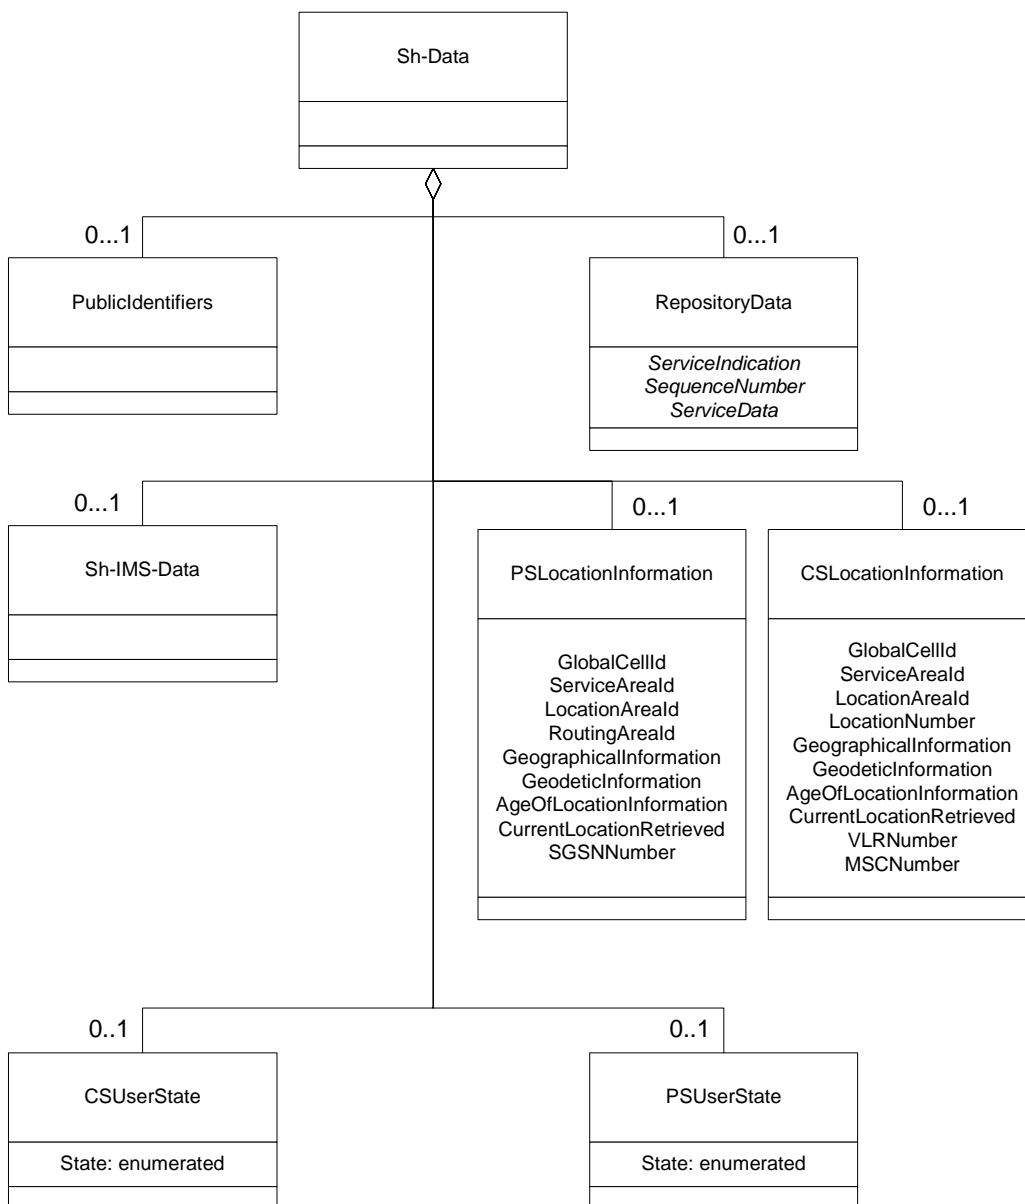 Sh-Data
0...1
0...1
PublicIdentifiers
RepositoryData
ServiceIndication
SequenceNumber
ServiceData
0...1
0...1
0...1
Sh-IMS-Data
PSLocationInformation
CSLocationInformation
GlobalCellId
ServiceAreaId
LocationAreaId
RoutingAreaId
GeographicalInformation
GeodeticInformation
AgeOfLocationInformation
CurrentLocationRetrieved
SGSNNumber
GlobalCellId
ServiceAreaId
LocationAreaId
LocationNumber
GeographicalInformation
GeodeticInformation
AgeOfLocationInformation
CurrentLocationRetrieved
VLRNumber
MSCNumber
0..1
0..1
CSUserState
PSUserState
State: enumerated
State: enumerated